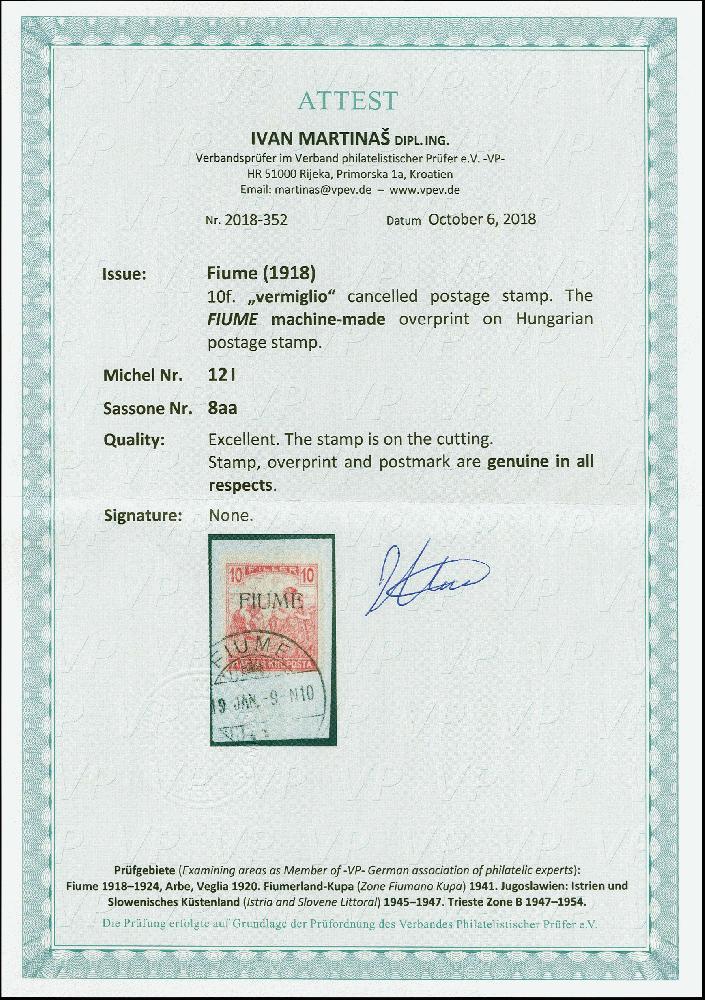 ATTEST
IVAN MARTINAŠ DIPL.ING.
Verbandsprüfer im Verband philatelistischer Prüfer e.V. -VP-
HR 51000 Rijeka, Primorska 1a, Kroatien
Email: martinas@vpev.de – www.vpev.de
Nr. 2018-352 Datum October 6, 2018
Issue: Fiume (1918)
10f. „vermiglio“ cancelled postage stamp. The
FIUME machine-made overprint on Hungarian
postage stamp.
Michel Nr. 12 I
Sassone Nr. 8aa
Quality: Excellent. The stamp is on the cutting.
Stamp, overprint and postmark are genuine in all
respects.
Signature: None.
10 FILLER 10
FIUME
KIR. POSTA
FIUME
19 JAN.-9-N10
Prüfgebiete (Examining areas as Member of -VP- German association of philatelic experts):
Fiume 1918–1924, Arbe, Veglia 1920. Fiumerland-Kupa (Zone Fiumano Kupa) 1941. Jugoslawien: Istrien und
Slowenisches Küstenland (Istria and Slovene Littoral) 1945–1947. Trieste Zone B 1947–1954.
Die Prüfung erfolgte auf Grundlage der Prüfordnung des Verbandes Philatelistischer Prüfer e.V.